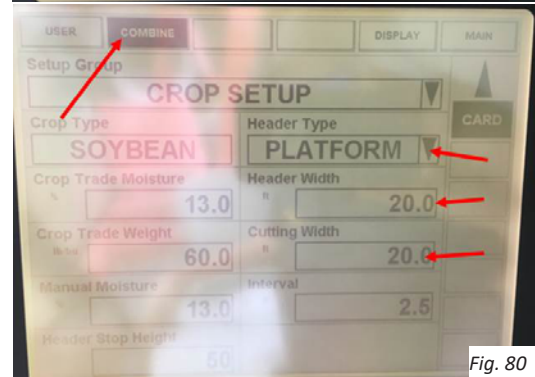 USER COMBINE DISPLAY MAIN
Setup Group
CROP SETUP
CARD
Crop Type Header Type
SOYBEAN PLATFORM
Crop Trade Moisture Header Width
% ft
13.0 20.0
Crop Trade Weight Cutting Width
ft
60.0 20.0
Manual Moisture Interval
13.0 2.5
Header Stop Height
50
Fig. 80